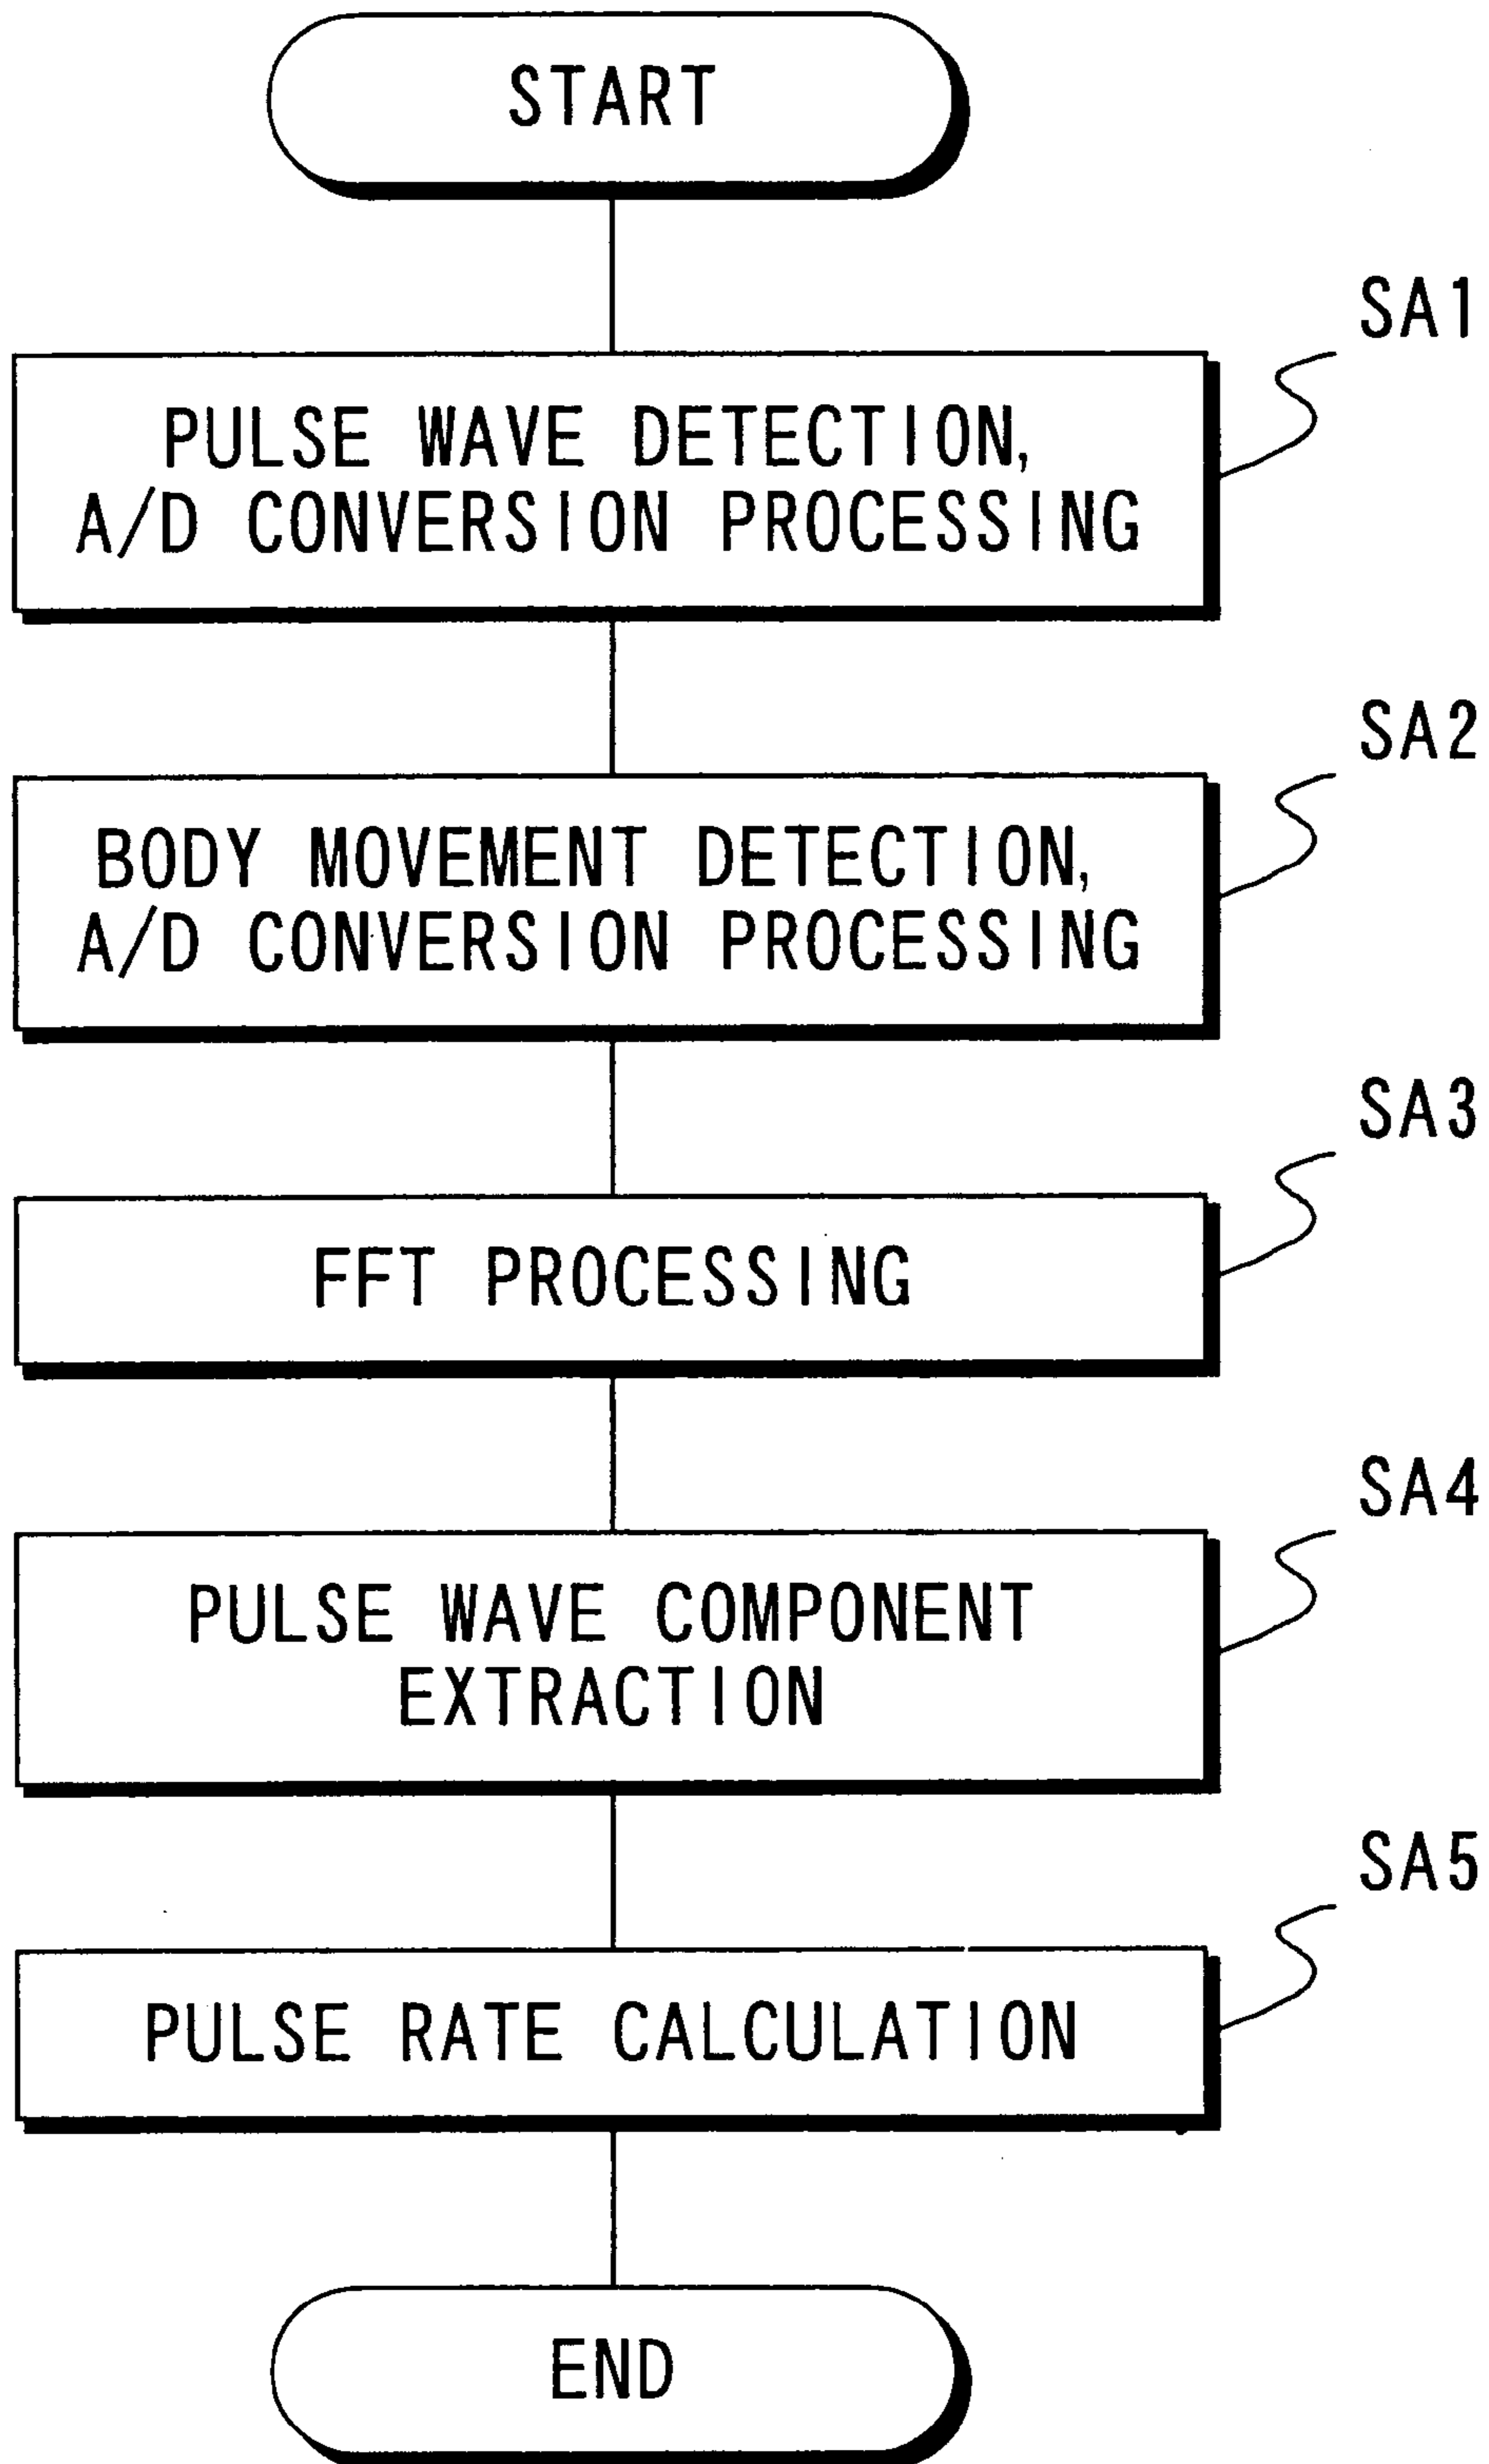 START
SA1
PULSE WAVE DETECTION,
A/D CONVERSION PROCESSING
SA2
BODY MOVEMENT DETECTION,
A/D CONVERSION PROCESSING
SA3
FFT PROCESSING
SA4
PULSE WAVE COMPONENT
EXTRACTION
SA5
PULSE RATE CALCULATION
END